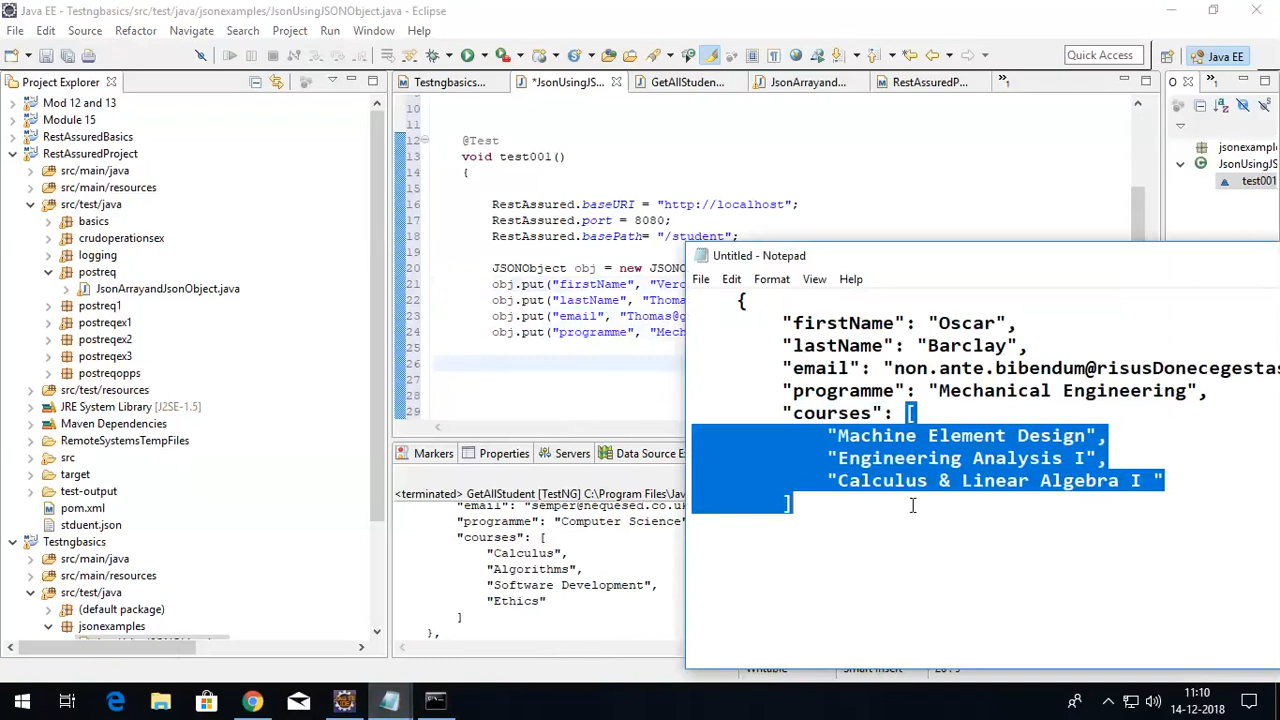 Java EE - Testngbasics/src/test/java/jsonexamples/JsonUsingJSONObject.java - Eclipse
File Edit Source Refactor Navigate Search Project Run Window Help
Quick Access
Java EE
Project Explorer
Testngbasics...
*JsonUsingJS...
GetAllStuden...
JsonArrayand...
RestAssuredP...
»1
O
»1
Mod 12 and 13
Module 15
RestAssuredBasics
RestAssuredProject
src/main/java
src/main/resources
src/test/java
basics
crudoperationsex
logging
postreq
JsonArrayandJsonObject.java
postreq1
postreqex1
postreqex2
postreqex3
postreqopps
src/test/resources
JRE System Library [J2SE-1.5]
Maven Dependencies
RemoteSystemsTempFiles
src
target
test-output
pom.xml
stduent.json
Testngbasics
src/main/java
src/main/resources
src/test/java
(default package)
jsonexamples
10
11
12 @Test
13 void test001()
14 {
15
16 RestAssured.baseURI = "http://localhost";
17 RestAssured.port = 8080;
18 RestAssured.basePath= "/student";
19
20 JSONObject obj = new JSONO
21 obj.put("firstName", "Vero
22 obj.put("lastName", "Thoma
23 obj.put("email", "Thomas@g
24 obj.put("programme", "Mech
25
26
27
28
29
jsonexampl
JsonUsingJS
test001
Markers Properties Servers Data Source Ex
<terminated> GetAllStudent [TestNG] C:\Program Files\Java
"email": "semper@nequesed.co.uk
"programme": "Computer Science"
"courses": [
"Calculus",
"Algorithms",
"Software Development",
"Ethics"
]
},
Untitled - Notepad
File Edit Format View Help
{
"firstName": "Oscar",
"lastName": "Barclay",
"email": "non.ante.bibendum@risusDonecegestas
"programme": "Mechanical Engineering",
"courses": [
"Machine Element Design",
"Engineering Analysis I",
"Calculus & Linear Algebra I "
]
11:10
14-12-2018